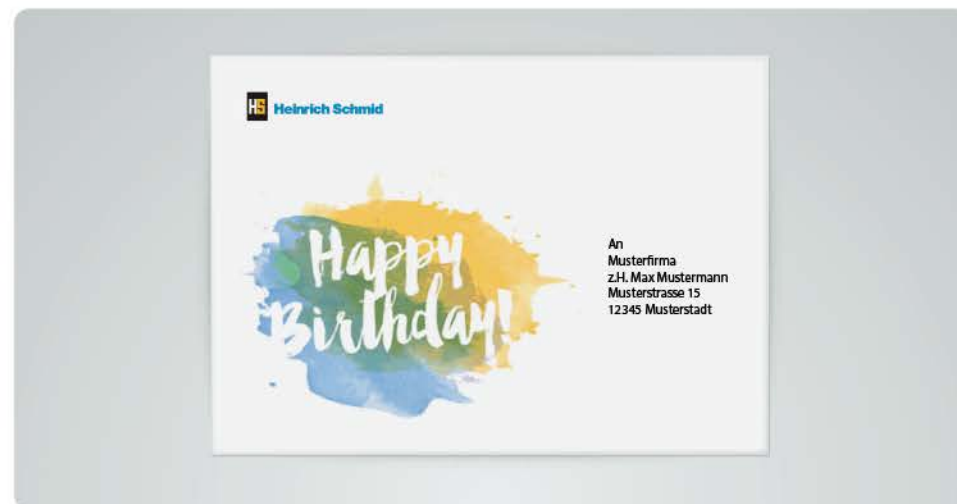 HS Heinrich Schmid
Happy
Birthday!
An
Musterfirma
z.H. Max Mustermann
Musterstrasse 15
12345 Musterstadt